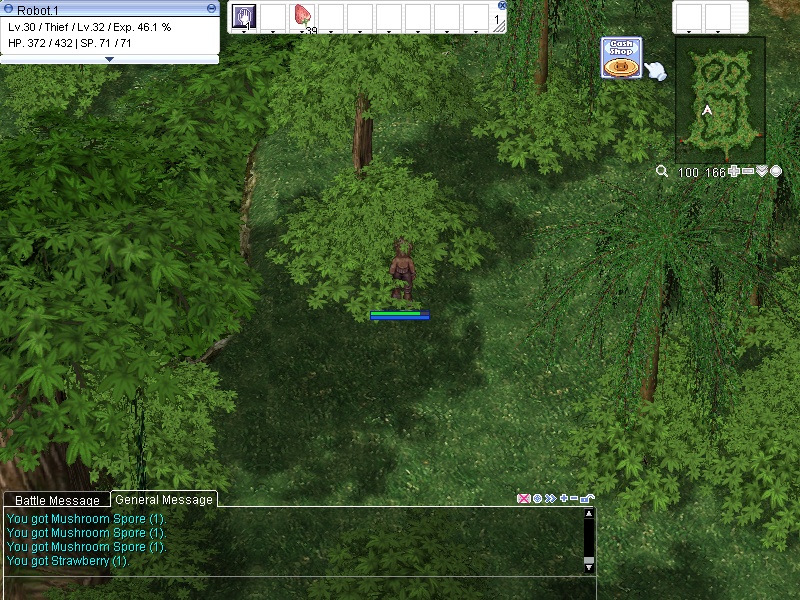 Robot.1
Lv.30 / Thief / Lv.32 / Exp. 46.1 %
HP. 372 / 432 | SP. 71 / 71
1
39
1
Cash
Shop
100 166
Battle Message
General Message
You got Mushroom Spore (1).
You got Mushroom Spore (1).
You got Mushroom Spore (1).
You got Strawberry (1).